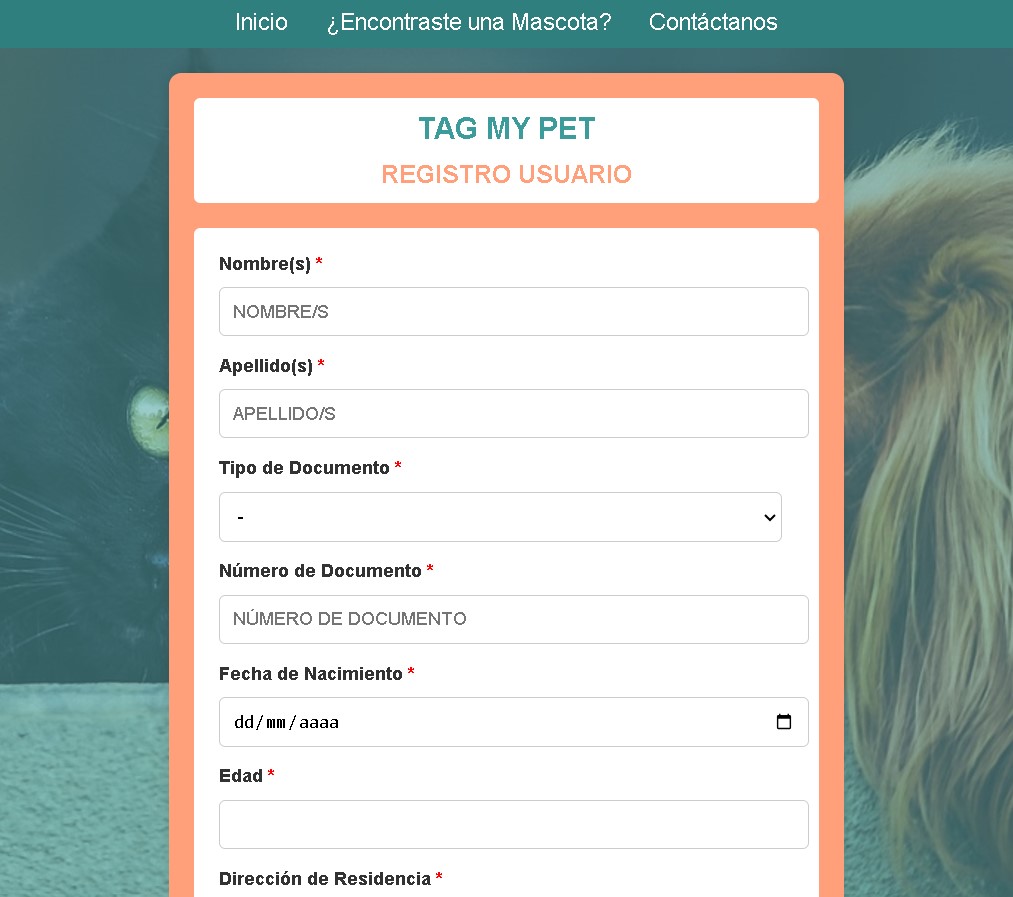 Inicio ¿Encontraste una Mascota? Contáctanos
TAG MY PET
REGISTRO USUARIO
Nombre(s) *
NOMBRE/S
Apellido(s) *
APELLIDO/S
Tipo de Documento *
-
Número de Documento *
NÚMERO DE DOCUMENTO
Fecha de Nacimiento *
dd/mm/aaaa
Edad *
Dirección de Residencia *